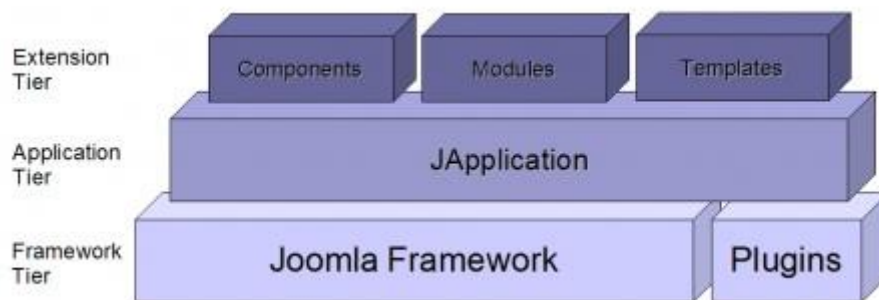 Extension
Tier
Components
Modules
Templates
Application
Tier
JApplication
Framework
Tier
Joomla Framework
Plugins